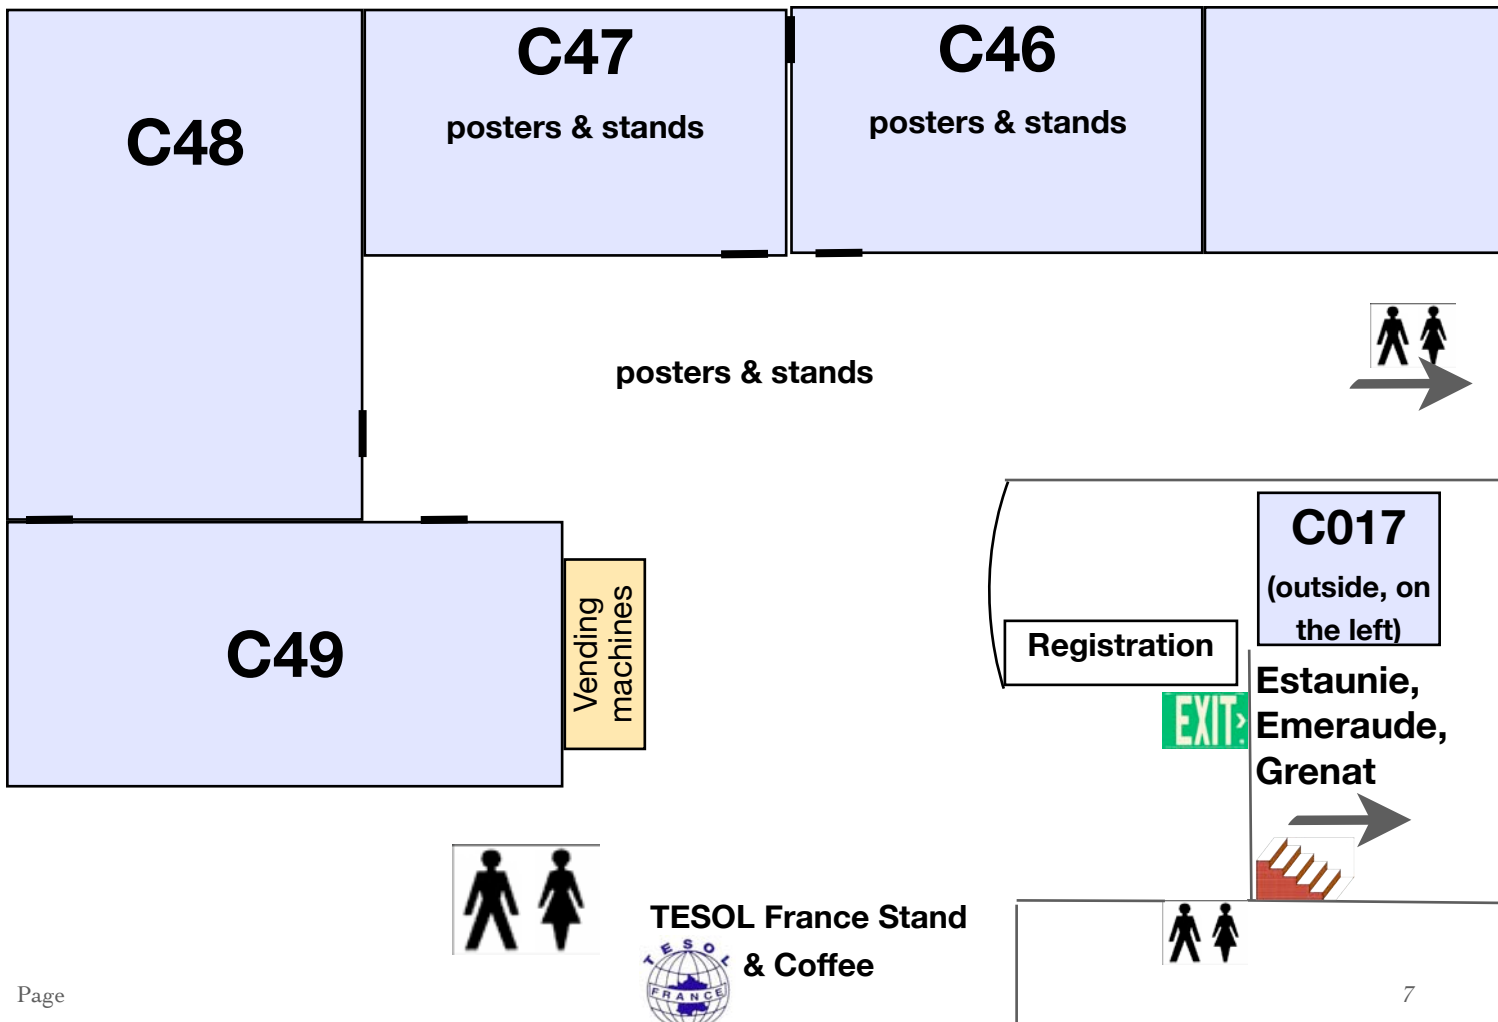 C48
C47
posters & stands
C46
posters & stands
posters & stands
C017
(outside, on
the left)
Registration
EXIT
Estaunie,
Emeraude,
Grenat
C49
Vending
machines
TESOL France Stand
& Coffee
TESOL
FRANCE
Page
7